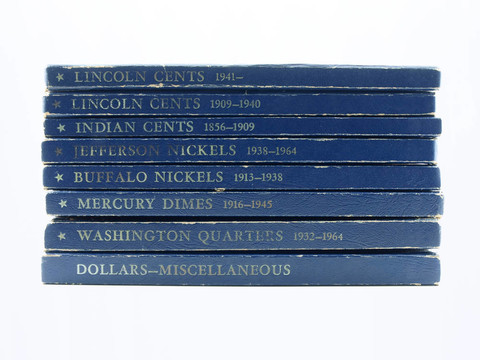 ★ LINCOLN CENTS 1941–
★ LINCOLN CENTS 1909–1940
★ INDIAN CENTS 1856–1909
★ JEFFERSON NICKELS 1938–1964
★ BUFFALO NICKELS 1913–1938
★ MERCURY DIMES 1916–1945
★ WASHINGTON QUARTERS 1932–1964
DOLLARS—MISCELLANEOUS